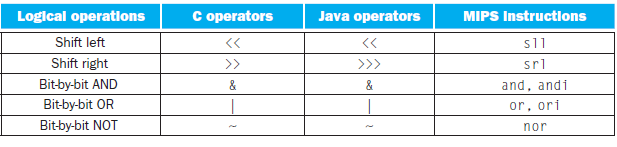 Logical operations C operators Java operators MIPS instructions
Shift left << << sll
Shift right >> >>> srl
Bit-by-bit AND & & and, andi
Bit-by-bit OR | | or, ori
Bit-by-bit NOT ~ ~ nor